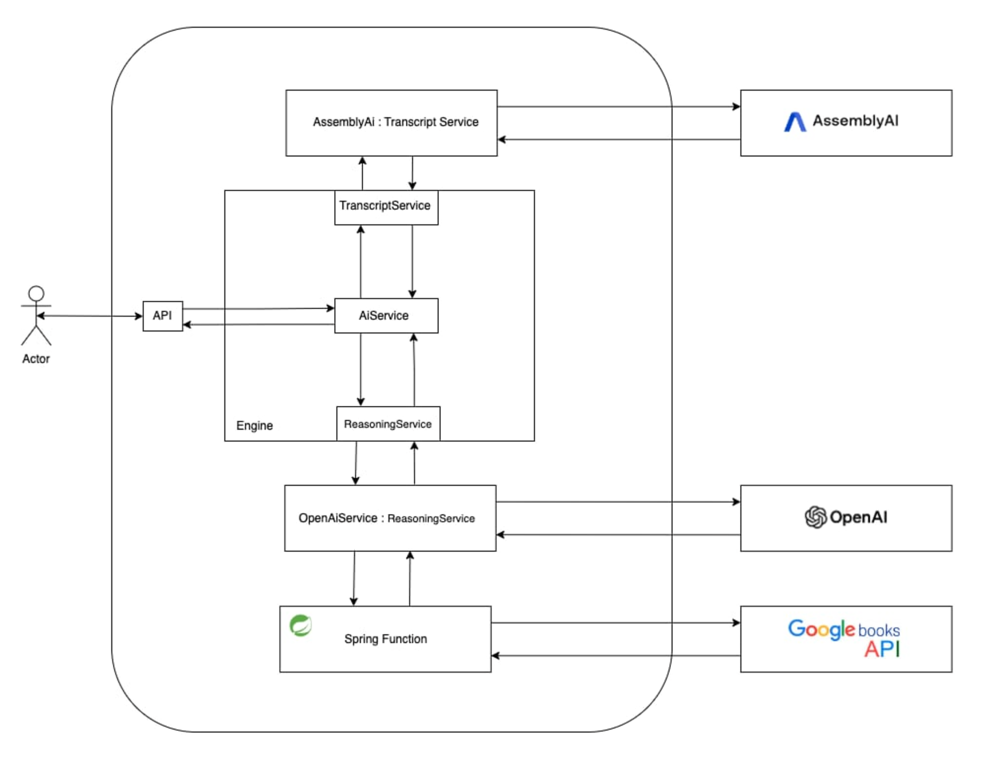 AssemblyAi : Transcript Service
AssemblyAI
TranscriptService
API
AiService
Actor
Engine
ReasoningService
OpenAiService : ReasoningService
OpenAI
Spring Function
Google books
API